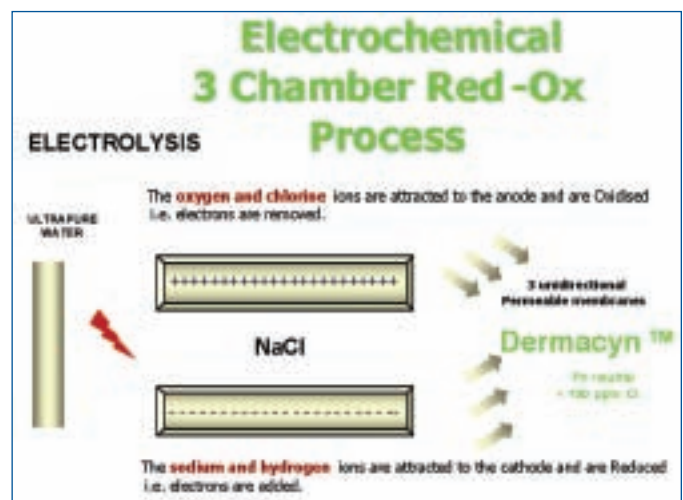 Electrochemical
3 Chamber Red -Ox
Process
ELECTROLYSIS
The oxygen and chlorine ions are attracted to the anode and are Oxidised
i.e. electrons are removed.
ULTRAPURE
WATER
++++++++++++++++++++++++
3 unidirectional
Permeable membranes
NaCl
Dermacyn ™
The sodium and hydrogen ions are attracted to the cathode and are Reduced
i.e. electrons are added.